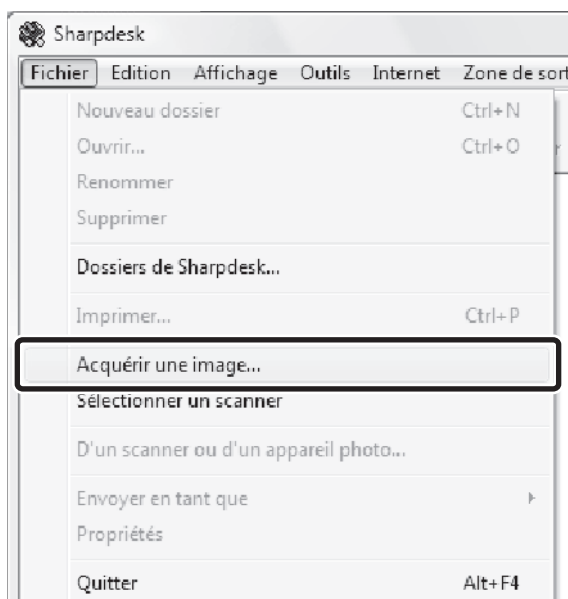 Sharpdesk
Fichier Edition Affichage Outils Internet Zone de sort
Nouveau dossier Ctrl+N
Ouvrir... Ctrl+O
Renommer
Supprimer
Dossiers de Sharpdesk...
Imprimer... Ctrl+P
Acquérir une image...
Sélectionner un scanner
D'un scanner ou d'un appareil photo...
Envoyer en tant que
Propriétés
Quitter Alt+F4